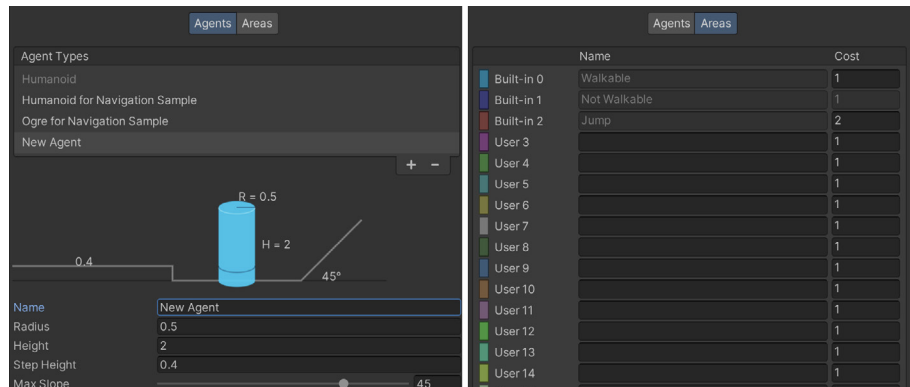 Agents Areas
Agent Types
Humanoid
Humanoid for Navigation Sample
Ogre for Navigation Sample
New Agent
+ -
R = 0.5
H = 2
0.4
45°
Name New Agent
Radius 0.5
Height 2
Step Height 0.4
Max Slope 45
Agents Areas
Name Cost
Built-in 0 Walkable 1
Built-in 1 Not Walkable 1
Built-in 2 Jump 2
User 3 1
User 4 1
User 5 1
User 6 1
User 7 1
User 8 1
User 9 1
User 10 1
User 11 1
User 12 1
User 13 1
User 14 1